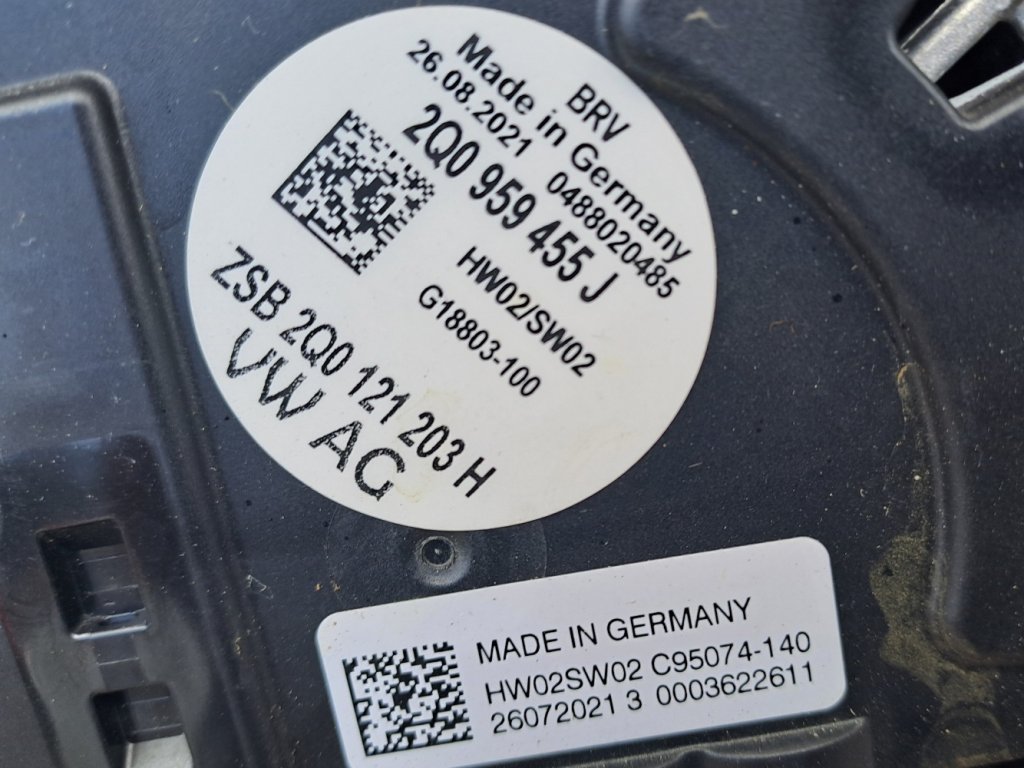 BRV
Made in Germany
26.08.2021 0488020485
2Q0 959 455 J
HW02/SW02
G18803-100
ZSB 2Q0 121 203 H
VW AG
MADE IN GERMANY
HW02SW02 C95074-140
26072021 3 0003622611